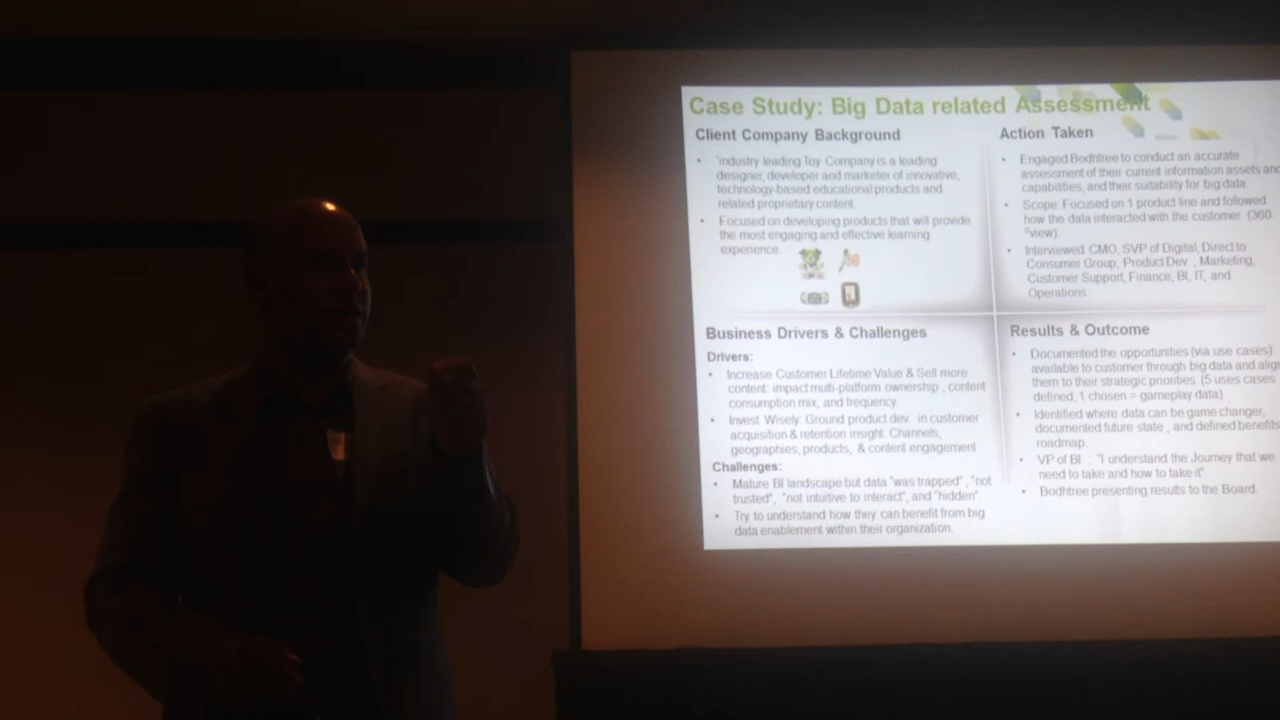 Case Study: Big Data related Assessment
Client Company Background
• "industry leading Toy Company is a leading
designer, developer and marketer of innovative,
technology-based educational products and
related proprietary content.
• Focused on developing products that will provide
the most engaging and effective learning
experience.
Action Taken
• Engaged Bodhtree to conduct an accurate
assessment of their current information assets and
capabilities, and their suitability for big data.
• Scope: Focused on 1 product line and followed
how the data interacted with the customer. (360
°view).
• Interviewed CMO, SVP of Digital, Direct to
Consumer Group, Product Dev., Marketing,
Customer Support, Finance, BI, IT, and
Operations
Business Drivers & Challenges
Drivers:
• Increase Customer Lifetime Value & Sell more
content: impact multi-platform ownership, content
consumption mix, and frequency.
• Invest Wisely: Ground product dev. in customer
acquisition & retention insight: Channels,
geographies, products, & content engagement
Challenges:
• Mature BI landscape but data "was trapped", "not
trusted", "not intuitive to interact", and "hidden".
• Try to understand how they can benefit from big
data enablement within their organization.
Results & Outcome
• Documented the opportunities (via use cases)
available to customer through big data and alig
them to their strategic priorities. (5 uses cases
defined, 1 chosen = gameplay data)
• Identified where data can be game changer,
documented future state, and defined benefits
roadmap.
• VP of BI : "I understand the Journey that we
need to take and how to take it"
• Bodhtree presenting results to the Board.